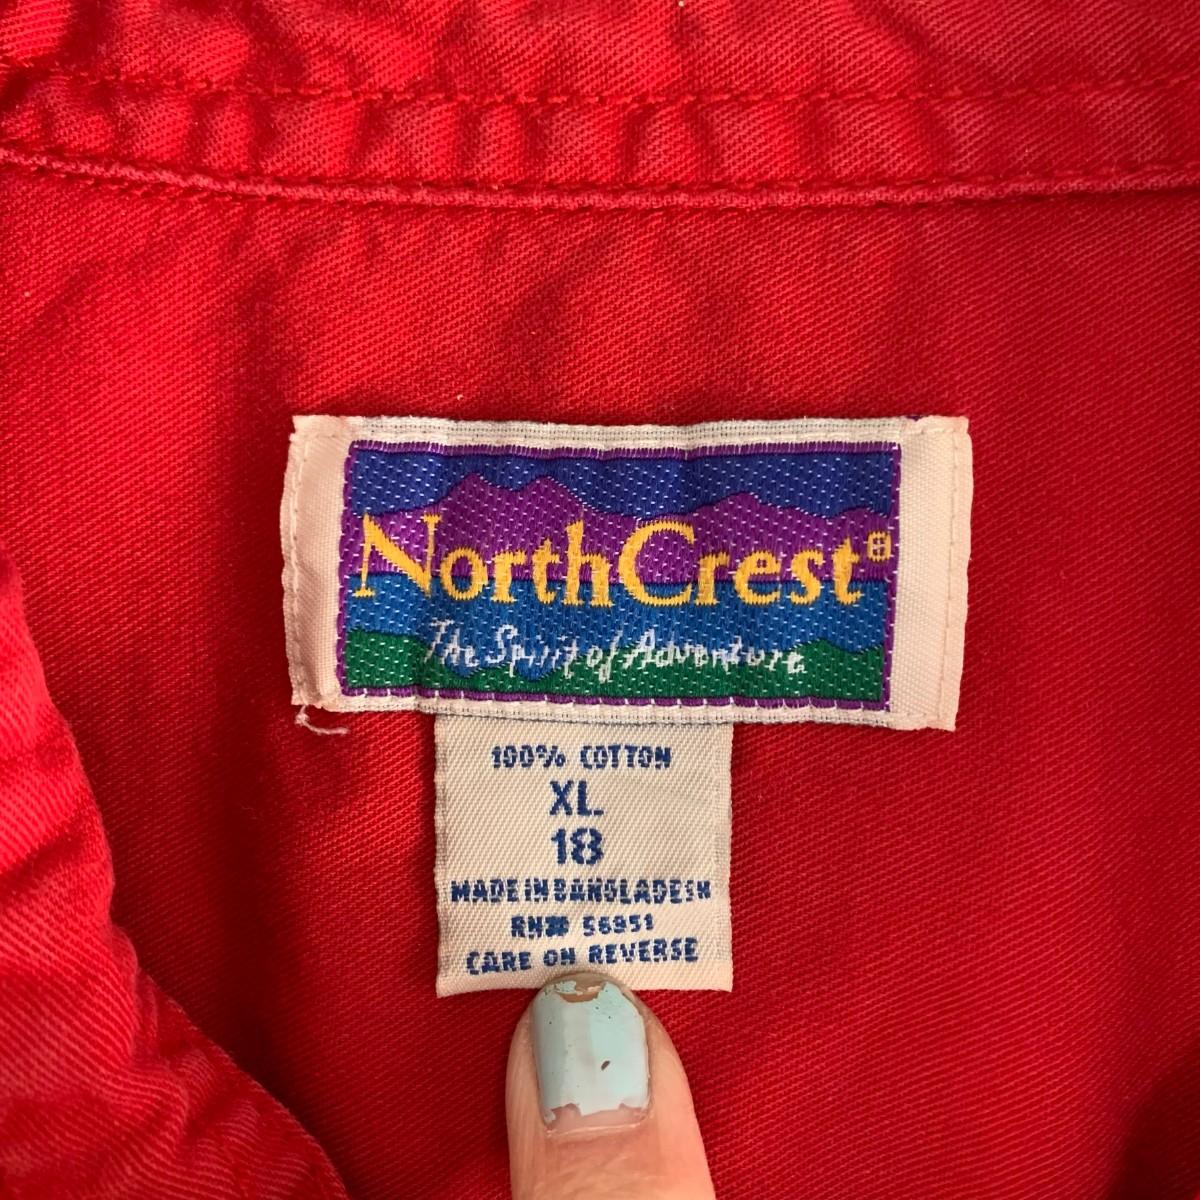 NorthCrest®
The Spirit of Adventure
100% COTTON
XL
18
MADE IN BANGLADESH
RN# 56951
CARE ON REVERSE